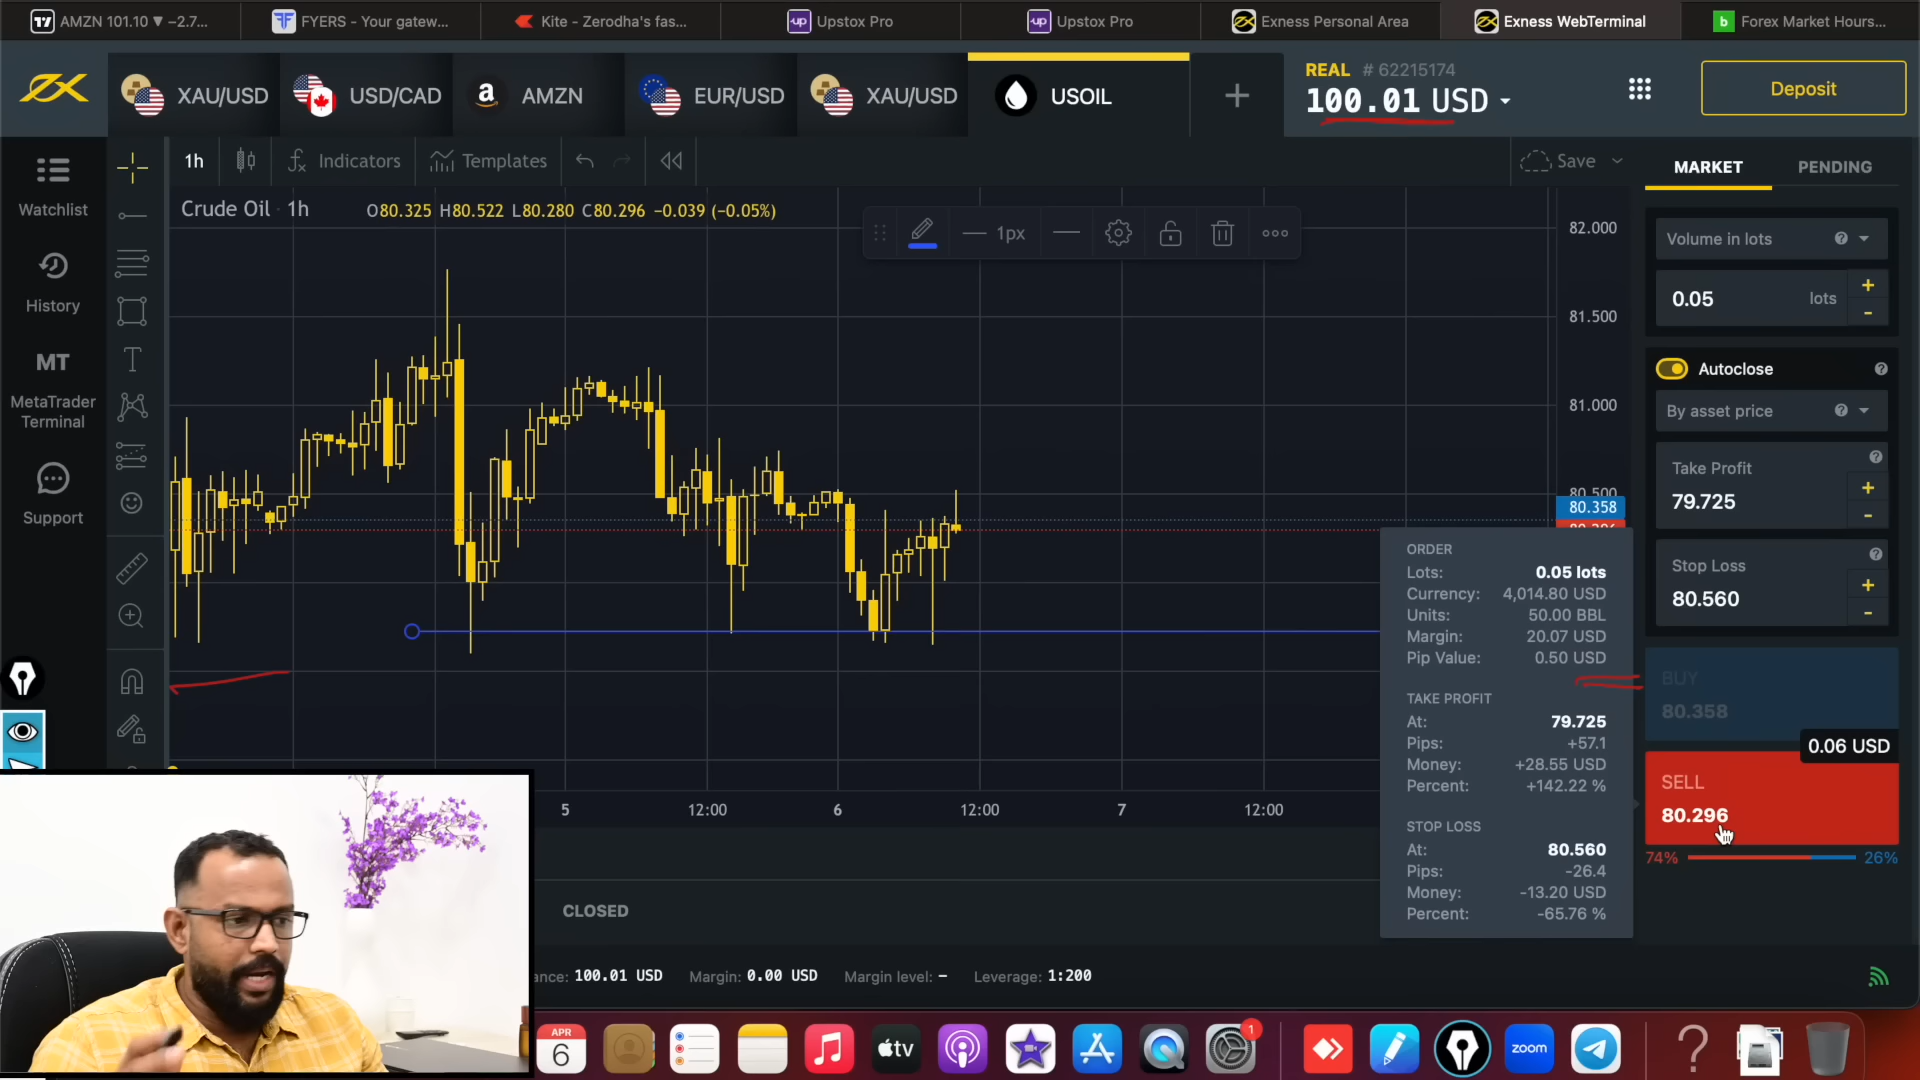 AMZN 101.10 ▼ −2.7...
FYERS - Your gatew...
Kite - Zerodha's fas...
up Upstox Pro
up Upstox Pro
Exness Personal Area
Exness WebTerminal
b Forex Market Hours...
XAU/USD
USD/CAD
a AMZN
EUR/USD
XAU/USD
USOIL
REAL # 62215174
100.01 USD
Deposit
Watchlist
History
MT
MetaTrader
Terminal
Support
1h
Indicators
Templates
Save
Crude Oil · 1h O80.325 H80.522 L80.280 C80.296 −0.039 (−0.05%)
1px
82.000
81.500
81.000
80.500
80.358
80.296
5
12:00
6
12:00
7
12:00
MARKET
PENDING
Volume in lots
0.05 lots
Autoclose
By asset price
Take Profit
79.725
Stop Loss
80.560
BUY
80.358
0.06 USD
SELL
80.296
74%
26%
ORDER
Lots: 0.05 lots
Currency: 4,014.80 USD
Units: 50.00 BBL
Margin: 20.07 USD
Pip Value: 0.50 USD
TAKE PROFIT
At: 79.725
Pips: +57.1
Money: +28.55 USD
Percent: +142.22 %
STOP LOSS
At: 80.560
Pips: -26.4
Money: -13.20 USD
Percent: -65.76 %
CLOSED
ance: 100.01 USD Margin: 0.00 USD Margin level: – Leverage: 1:200
APR
6
tv
1
zoom